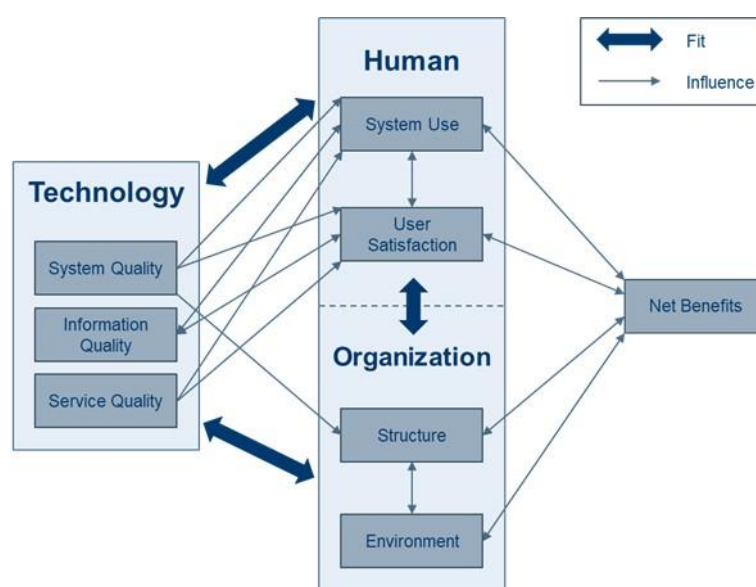 Fit
Influence
Human
System Use
User
Satisfaction
Technology
System Quality
Information
Quality
Service Quality
Organization
Structure
Environment
Net Benefits